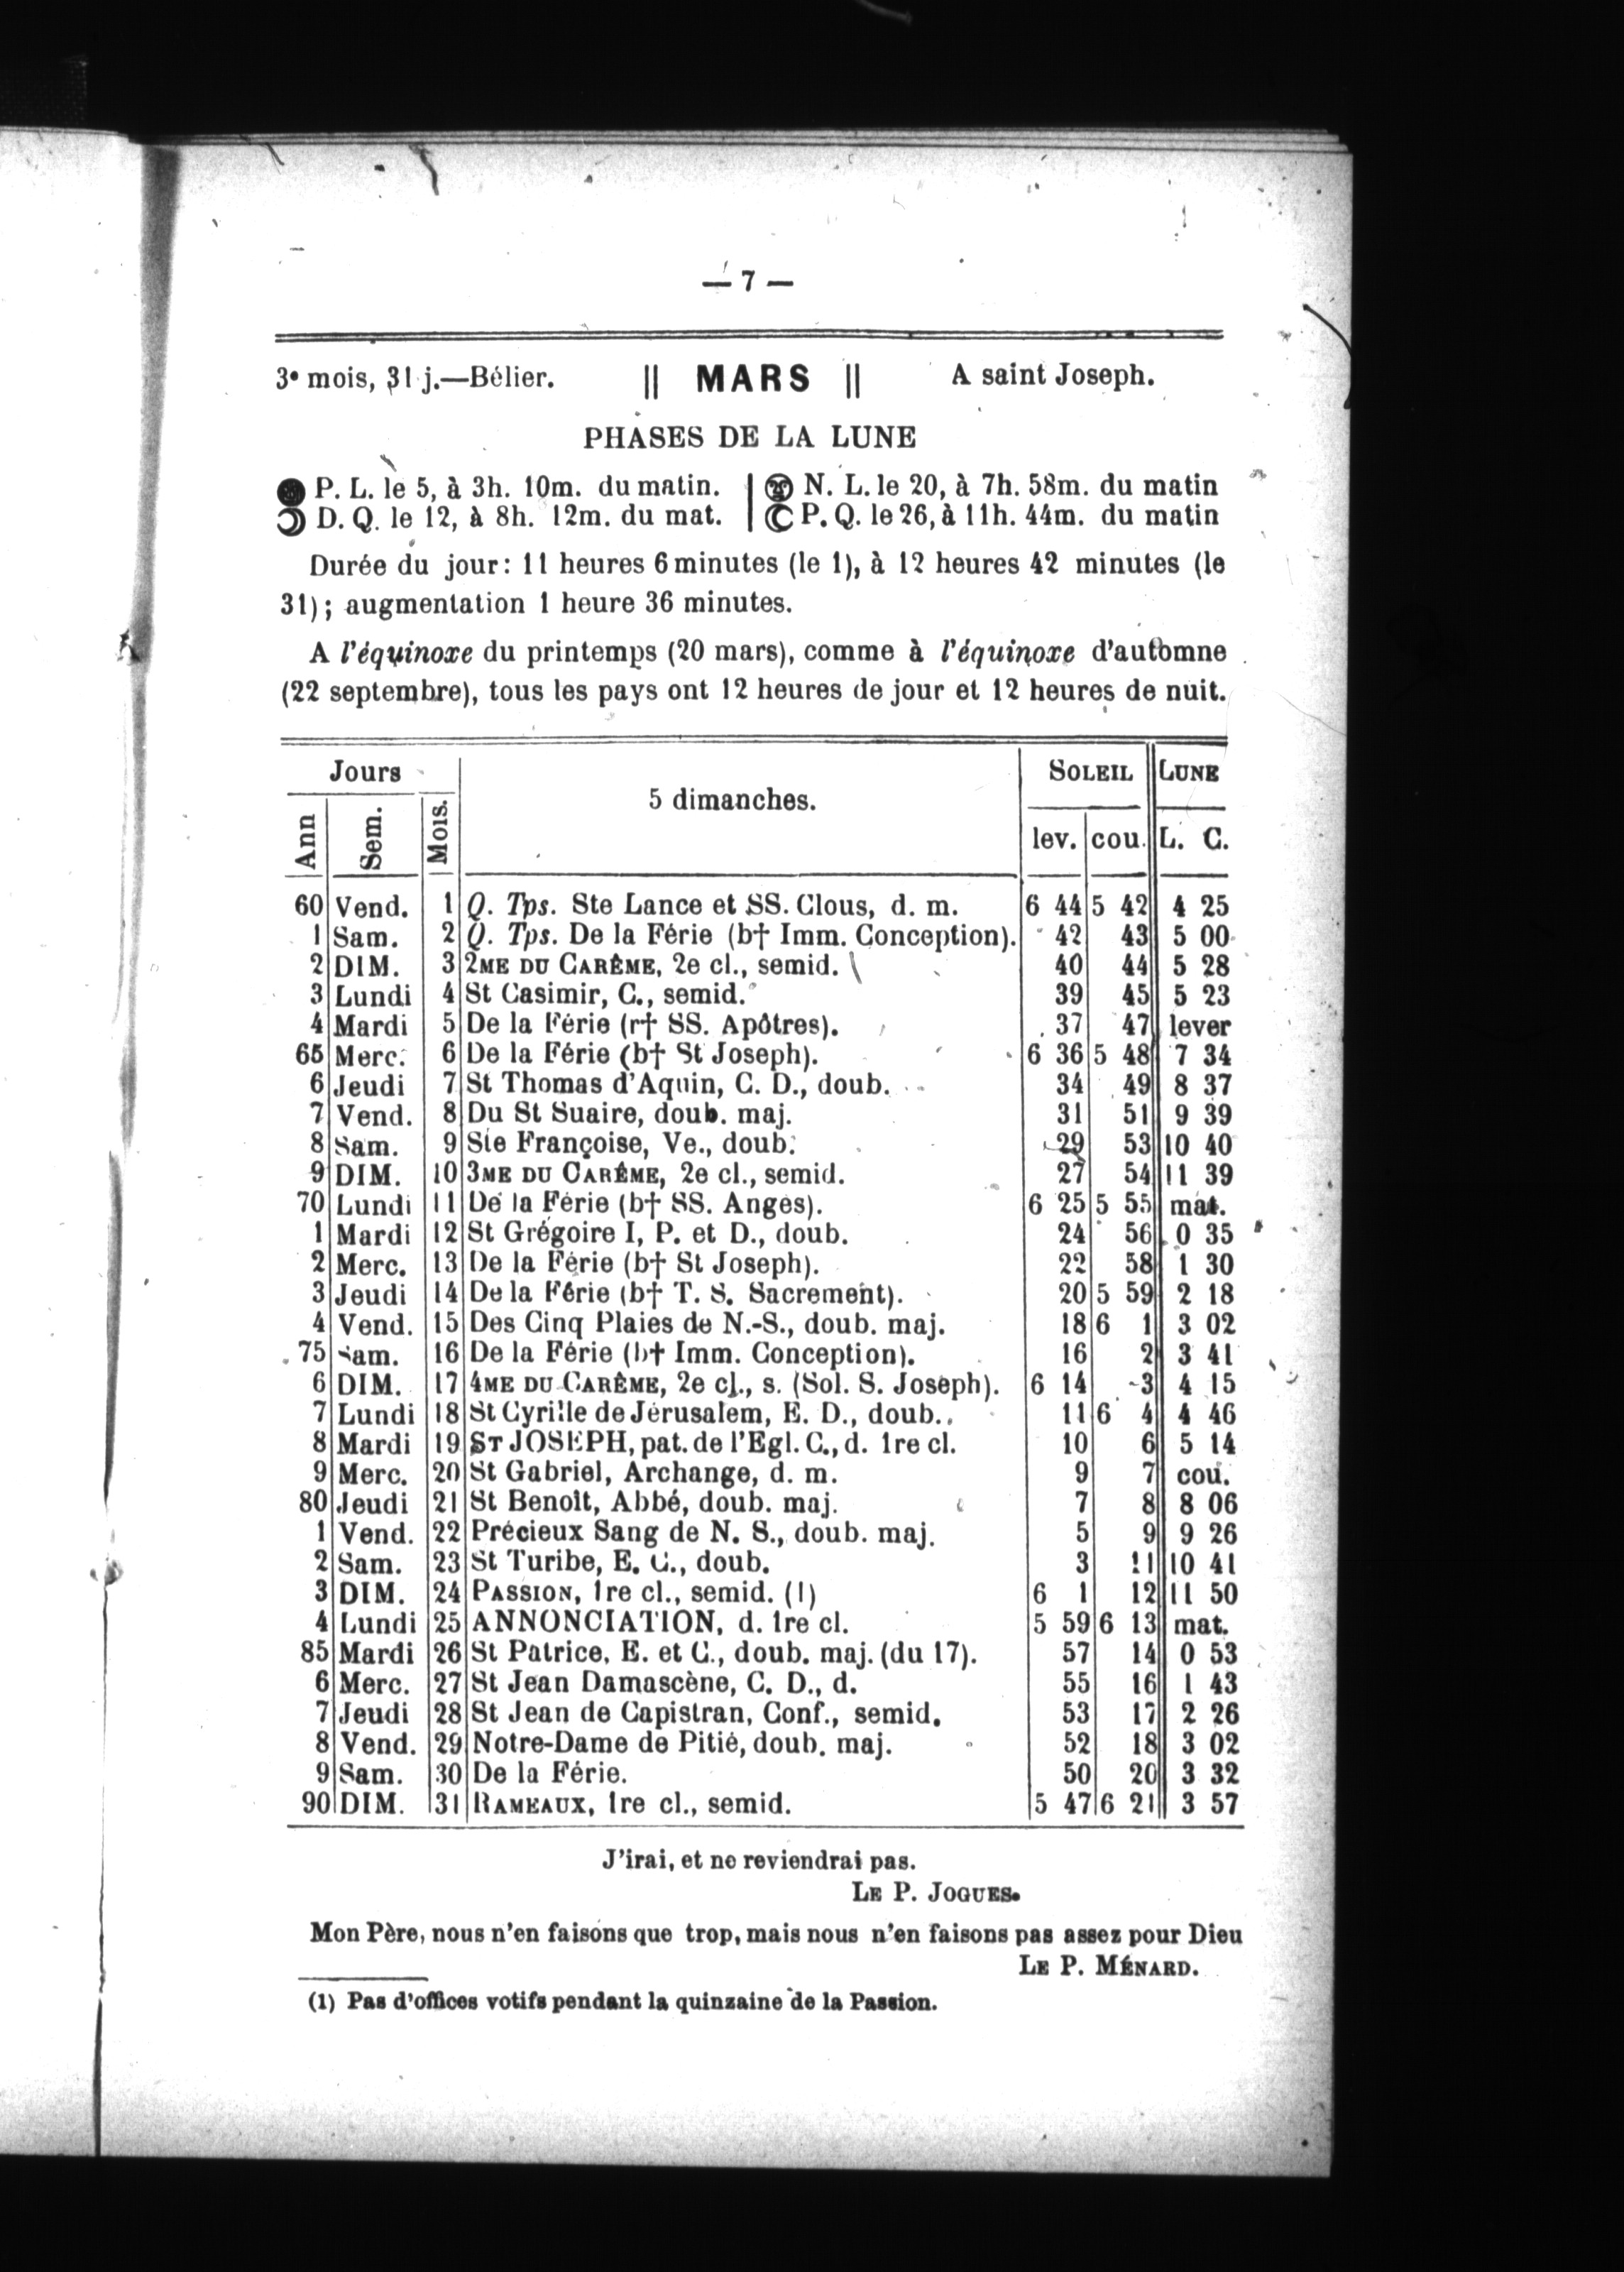 — 7 —
3e mois, 31 j.—Bélier. || MARS || A saint Joseph.
PHASES DE LA LUNE
P. L. le 5, à 3h. 10m. du matin. | N. L. le 20, à 7h. 58m. du matin
D. Q. le 12, à 8h. 12m. du mat. | P. Q. le 26, à 11h. 44m. du matin
Durée du jour: 11 heures 6 minutes (le 1), à 12 heures 42 minutes (le
31); augmentation 1 heure 36 minutes.
A l'équinoxe du printemps (20 mars), comme à l'équinoxe d'automne
(22 septembre), tous les pays ont 12 heures de jour et 12 heures de nuit.
Jours 5 dimanches. SOLEIL LUNE
Ann Sem. Mois. lev. cou. L. C.
60 Vend. 1 Q. Tps. Ste Lance et SS. Clous, d. m. 6 44 5 42 4 25
1 Sam. 2 Q. Tps. De la Férie (b† Imm. Conception). 42 43 5 00
2 DIM. 3 2ME DU CARÊME, 2e cl., semid. 40 44 5 28
3 Lundi 4 St Casimir, C., semid. 39 45 5 23
4 Mardi 5 De la Férie (r† SS. Apôtres). 37 47 lever
65 Merc. 6 De la Férie (b† St Joseph). 6 36 5 48 7 34
6 Jeudi 7 St Thomas d'Aquin, C. D., doub. 34 49 8 37
7 Vend. 8 Du St Suaire, doub. maj. 31 51 9 39
8 Sam. 9 Ste Françoise, Ve., doub. 29 53 10 40
9 DIM. 10 3ME DU CARÊME, 2e cl., semid. 27 54 11 39
70 Lundi 11 De la Férie (b† SS. Anges). 6 25 5 55 mat.
1 Mardi 12 St Grégoire I, P. et D., doub. 24 56 0 35
2 Merc. 13 De la Férie (b† St Joseph). 22 58 1 30
3 Jeudi 14 De la Férie (b† T. S. Sacrement). 20 5 59 2 18
4 Vend. 15 Des Cinq Plaies de N.-S., doub. maj. 18 6 1 3 02
75 Sam. 16 De la Férie (b† Imm. Conception). 16 2 3 41
6 DIM. 17 4ME DU CARÊME, 2e cl., s. (Sol. S. Joseph). 6 14 3 4 15
7 Lundi 18 St Cyrille de Jérusalem, E. D., doub. 11 6 4 4 46
8 Mardi 19 ST JOSEPH, pat. de l'Egl. C., d. 1re cl. 10 6 5 14
9 Merc. 20 St Gabriel, Archange, d. m. 9 7 cou.
80 Jeudi 21 St Benoît, Abbé, doub. maj. 7 8 8 06
1 Vend. 22 Précieux Sang de N. S., doub. maj. 5 9 9 26
2 Sam. 23 St Turibe, E. C., doub. 3 11 10 41
3 DIM. 24 PASSION, 1re cl., semid. (1) 6 1 12 11 50
4 Lundi 25 ANNONCIATION, d. 1re cl. 5 59 6 13 mat.
85 Mardi 26 St Patrice, E. et C., doub. maj. (du 17). 57 14 0 53
6 Merc. 27 St Jean Damascène, C. D., d. 55 16 1 43
7 Jeudi 28 St Jean de Capistran, Conf., semid. 53 17 2 26
8 Vend. 29 Notre-Dame de Pitié, doub. maj. 52 18 3 02
9 Sam. 30 De la Férie. 50 20 3 32
90 DIM. 31 RAMEAUX, 1re cl., semid. 5 47 6 21 3 57
J'irai, et ne reviendrai pas.
LE P. JOGUES.
Mon Père, nous n'en faisons que trop, mais nous n'en faisons pas assez pour Dieu
LE P. MÉNARD.
(1) Pas d'offices votifs pendant la quinzaine de la Passion.